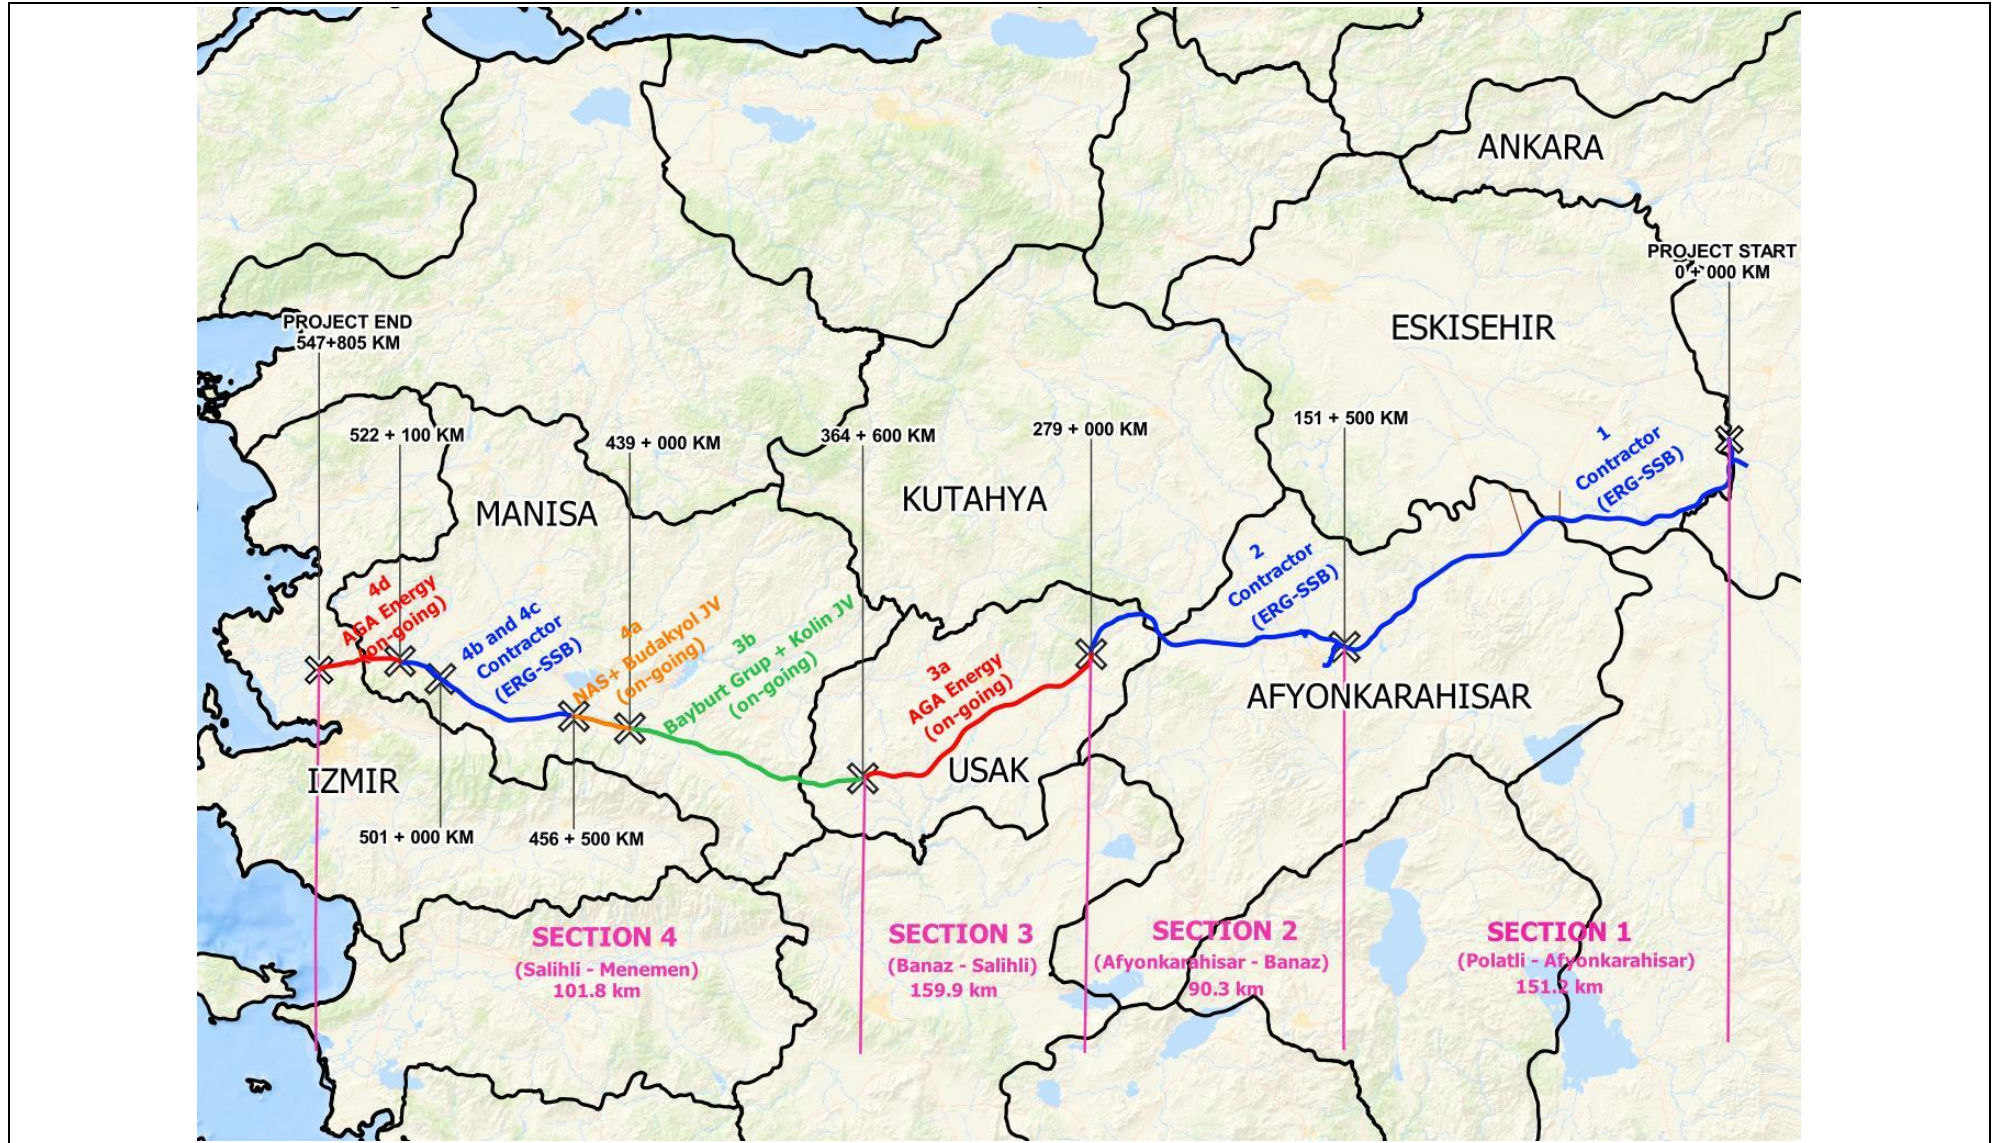 ANKARA
PROJECT START
0 + 000 KM
PROJECT END
547+805 KM
ESKISEHIR
522 + 100 KM
439 + 000 KM
364 + 600 KM
279 + 000 KM
151 + 500 KM
1
Contractor
(ERG-SSB)
MANISA
KUTAHYA
2
Contractor
(ERG-SSB)
4d
AGA Energy
(on-going)
4b and 4c
Contractor
(ERG-SSB)
4a
NAS+ Budakyol JV
(on-going)
3b
Bayburt Grup + Kolin JV
(on-going)
3a
AGA Energy
(on-going)
AFYONKARAHISAR
IZMIR
USAK
501 + 000 KM
456 + 500 KM
SECTION 4
(Salihli - Menemen)
101.8 km
SECTION 3
(Banaz - Salihli)
159.9 km
SECTION 2
(Afyonkarahisar - Banaz)
90.3 km
SECTION 1
(Polatli - Afyonkarahisar)
151.2 km